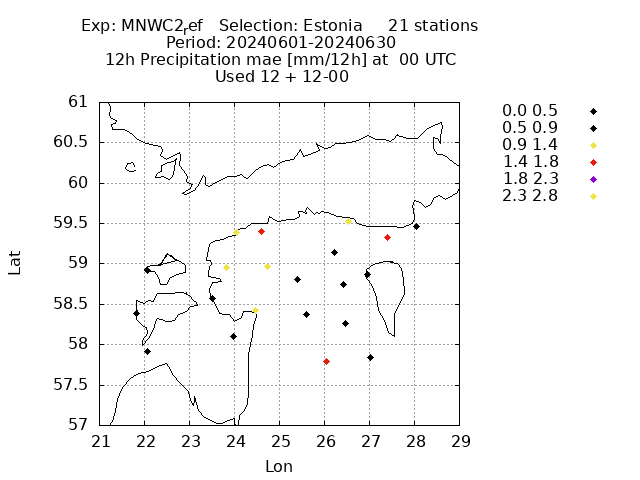 Exp: MNWC2ref Selection: Estonia 21 stations
Period: 20240601-20240630
12h Precipitation mae [mm/12h] at 00 UTC
Used 12 + 12-00
0.0 0.5
0.5 0.9
0.9 1.4
1.4 1.8
1.8 2.3
2.3 2.8
61
60.5
60
59.5
59
58.5
58
57.5
57
Lat
21 22 23 24 25 26 27 28 29
Lon